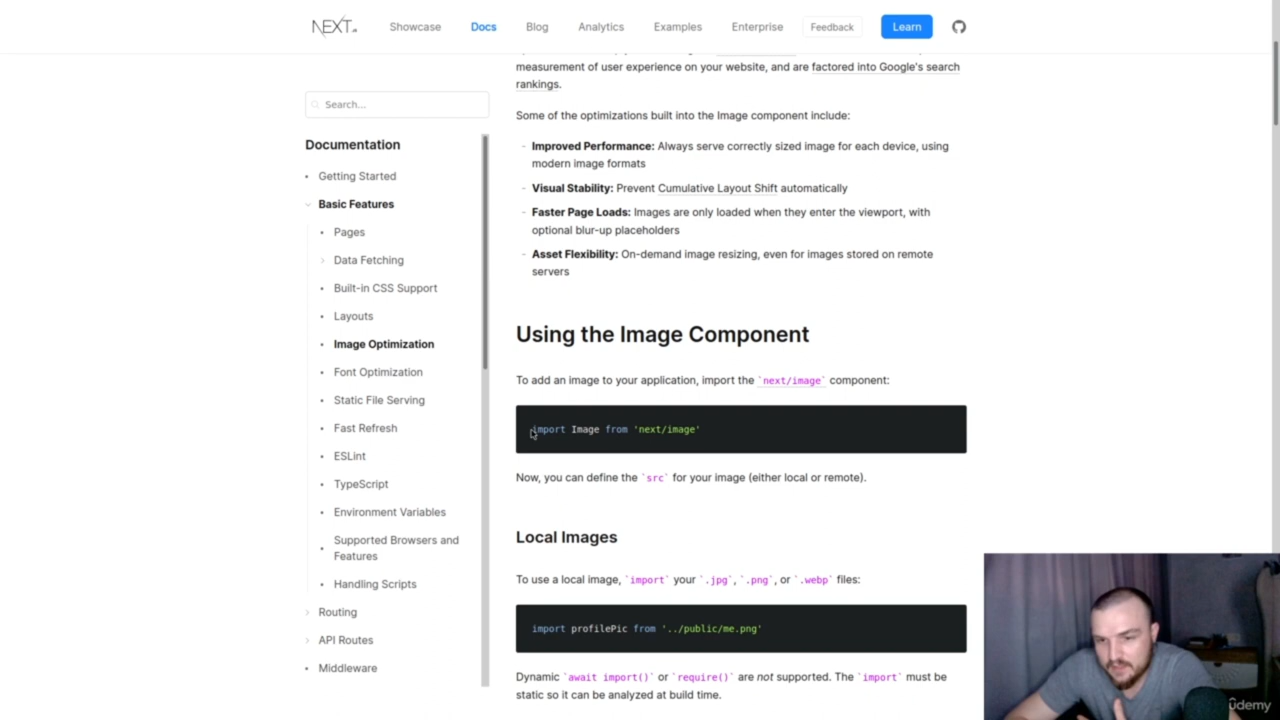 NEXT.js
Showcase
Docs
Blog
Analytics
Examples
Enterprise
Feedback
Learn
Search...
Documentation
Getting Started
Basic Features
Pages
Data Fetching
Built-in CSS Support
Layouts
Image Optimization
Font Optimization
Static File Serving
Fast Refresh
ESLint
TypeScript
Environment Variables
Supported Browsers and
Features
Handling Scripts
Routing
API Routes
Middleware
measurement of user experience on your website, and are factored into Google's search
rankings.
Some of the optimizations built into the Image component include:
- Improved Performance: Always serve correctly sized image for each device, using
modern image formats
- Visual Stability: Prevent Cumulative Layout Shift automatically
- Faster Page Loads: Images are only loaded when they enter the viewport, with
optional blur-up placeholders
- Asset Flexibility: On-demand image resizing, even for images stored on remote
servers
Using the Image Component
To add an image to your application, import the `next/image` component:
import Image from 'next/image'
Now, you can define the `src` for your image (either local or remote).
Local Images
To use a local image, `import` your `.jpg`, `.png`, or `.webp` files:
import profilePic from '../public/me.png'
Dynamic `await import()` or `require()` are not supported. The `import` must be
static so it can be analyzed at build time.
ûdemy